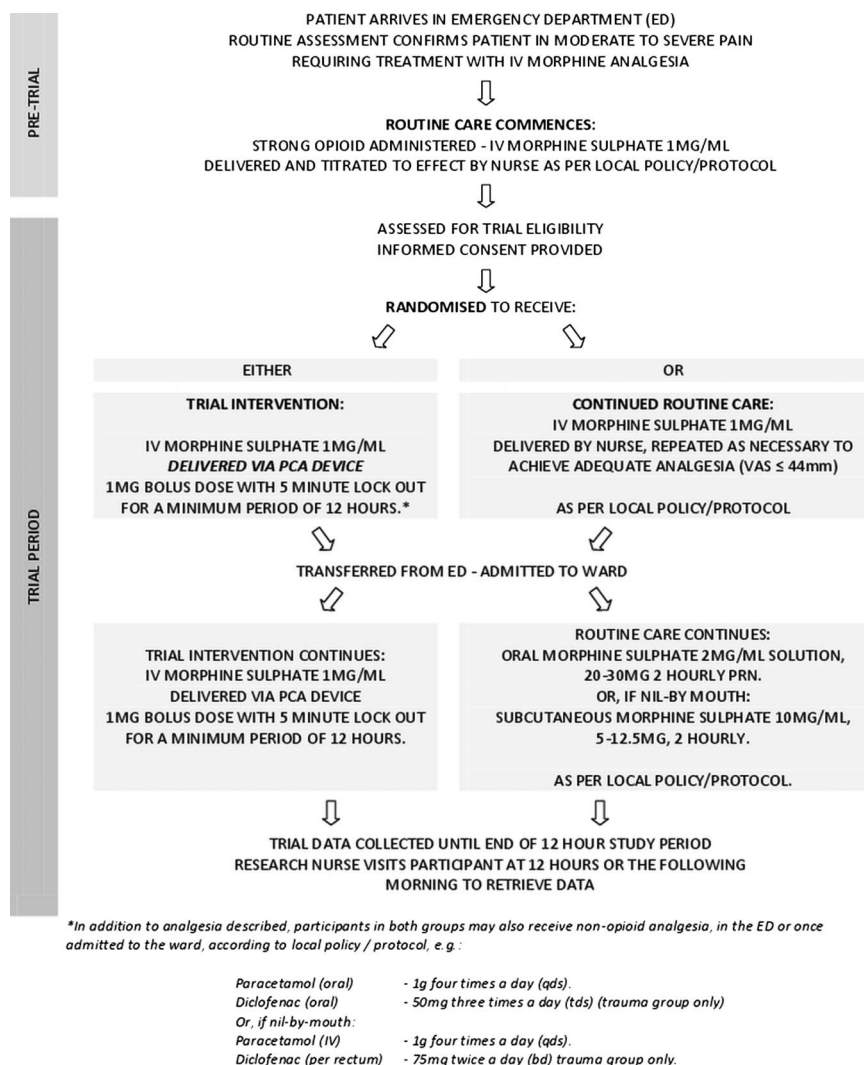 PRE-TRIAL
PATIENT ARRIVES IN EMERGENCY DEPARTMENT (ED)
ROUTINE ASSESSMENT CONFIRMS PATIENT IN MODERATE TO SEVERE PAIN
REQUIRING TREATMENT WITH IV MORPHINE ANALGESIA
ROUTINE CARE COMMENCES:
STRONG OPIOID ADMINISTERED - IV MORPHINE SULPHATE 1MG/ML
DELIVERED AND TITRATED TO EFFECT BY NURSE AS PER LOCAL POLICY/PROTOCOL
TRIAL PERIOD
ASSESSED FOR TRIAL ELIGIBILITY
INFORMED CONSENT PROVIDED
RANDOMISED TO RECEIVE:
EITHER
TRIAL INTERVENTION:
IV MORPHINE SULPHATE 1MG/ML
DELIVERED VIA PCA DEVICE
1MG BOLUS DOSE WITH 5 MINUTE LOCK OUT
FOR A MINIMUM PERIOD OF 12 HOURS.*
OR
CONTINUED ROUTINE CARE:
IV MORPHINE SULPHATE 1MG/ML
DELIVERED BY NURSE, REPEATED AS NECESSARY TO
ACHIEVE ADEQUATE ANALGESIA (VAS ≤ 44mm)
AS PER LOCAL POLICY/PROTOCOL
TRANSFERRED FROM ED - ADMITTED TO WARD
TRIAL INTERVENTION CONTINUES:
IV MORPHINE SULPHATE 1MG/ML
DELIVERED VIA PCA DEVICE
1MG BOLUS DOSE WITH 5 MINUTE LOCK OUT
FOR A MINIMUM PERIOD OF 12 HOURS.
ROUTINE CARE CONTINUES:
ORAL MORPHINE SULPHATE 2MG/ML SOLUTION,
20-30MG 2 HOURLY PRN.
OR, IF NIL-BY MOUTH:
SUBCUTANEOUS MORPHINE SULPHATE 10MG/ML,
5-12.5MG, 2 HOURLY.
AS PER LOCAL POLICY/PROTOCOL.
TRIAL DATA COLLECTED UNTIL END OF 12 HOUR STUDY PERIOD
RESEARCH NURSE VISITS PARTICIPANT AT 12 HOURS OR THE FOLLOWING
MORNING TO RETRIEVE DATA
*In addition to analgesia described, participants in both groups may also receive non-opioid analgesia, in the ED or once
admitted to the ward, according to local policy / protocol, e.g.:
Paracetamol (oral) - 1g four times a day (qds).
Diclofenac (oral) - 50mg three times a day (tds) (trauma group only)
Or, if nil-by-mouth:
Paracetamol (IV) - 1g four times a day (qds).
Diclofenac (per rectum) - 75mg twice a day (bd) trauma group only.